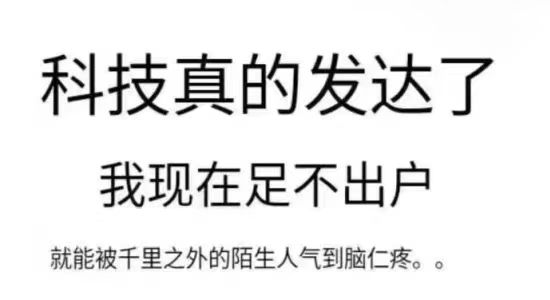 科技真的发达了
我现在足不出户
就能被千里之外的陌生人气到脑仁疼。。